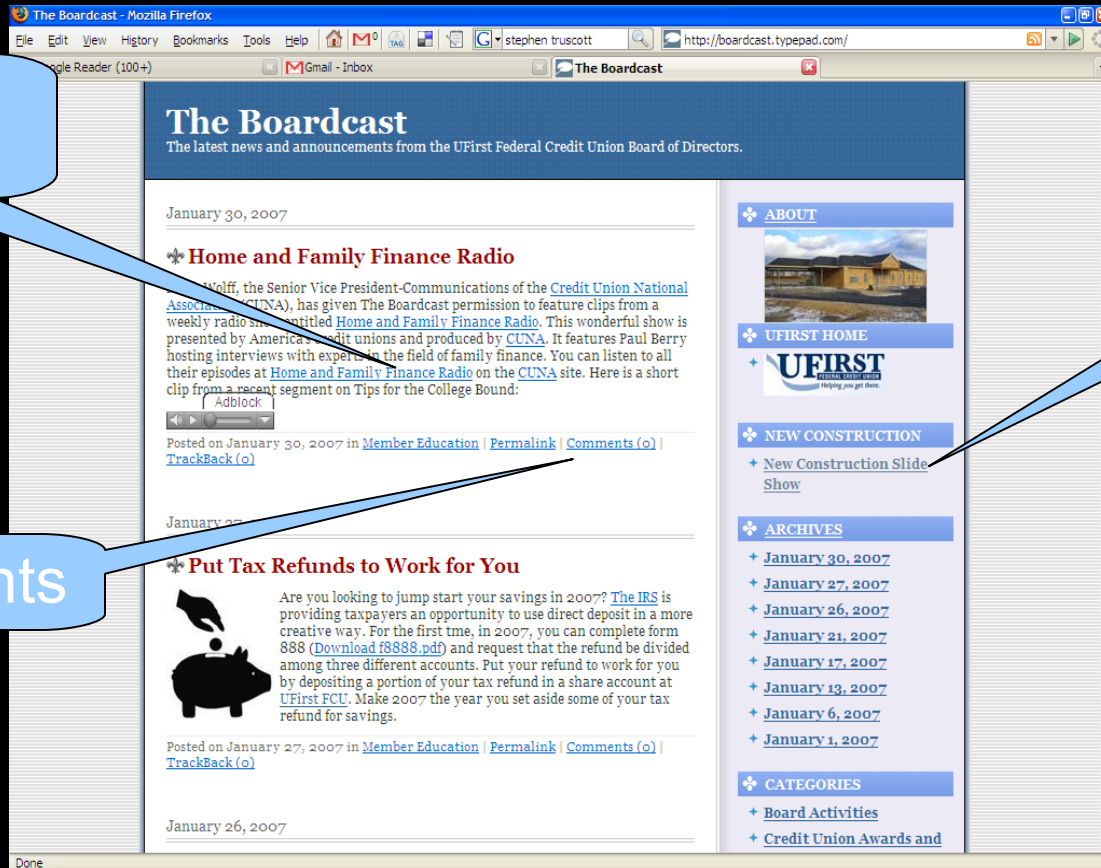 The Boardcast - Mozilla Firefox
File Edit View History Bookmarks Tools Help TAG G stephen truscott http://boardcast.typepad.com/
gle Reader (100+) Gmail - Inbox The Boardcast
The Boardcast
The latest news and announcements from the UFirst Federal Credit Union Board of Directors.
January 30, 2007
Home and Family Finance Radio
Wolff, the Senior Vice President-Communications of the Credit Union National
(CUNA), has given The Boardcast permission to feature clips from a
weekly radio entitled Home and Family Finance Radio. This wonderful show is
presented by America's credit unions and produced by CUNA. It features Paul Berry
hosting interviews with experts in the field of family finance. You can listen to all
their episodes at Home and Family Finance Radio on the CUNA site. Here is a short
clip from a recent segment on Tips for the College Bound:
Adblock
Posted on January 30, 2007 in Member Education | Permalink | Comments (0) |
TrackBack (0)
nts
January 27,
Put Tax Refunds to Work for You
Are you looking to jump start your savings in 2007? The IRS is
providing taxpayers an opportunity to use direct deposit in a more
creative way. For the first tme, in 2007, you can complete form
888 (Download f8888.pdf) and request that the refund be divided
among three different accounts. Put your refund to work for you
by depositing a portion of your tax refund in a share account at
UFirst FCU. Make 2007 the year you set aside some of your tax
refund for savings.
Posted on January 27, 2007 in Member Education | Permalink | Comments (0) |
TrackBack (0)
January 26, 2007
ABOUT
UFIRST HOME
UFIRST
FEDERAL CREDIT UNION
Helping you get there.
NEW CONSTRUCTION
New Construction Slide
Show
ARCHIVES
January 30, 2007
January 27, 2007
January 26, 2007
January 21, 2007
January 17, 2007
January 13, 2007
January 6, 2007
January 1, 2007
CATEGORIES
Board Activities
Credit Union Awards and
Done